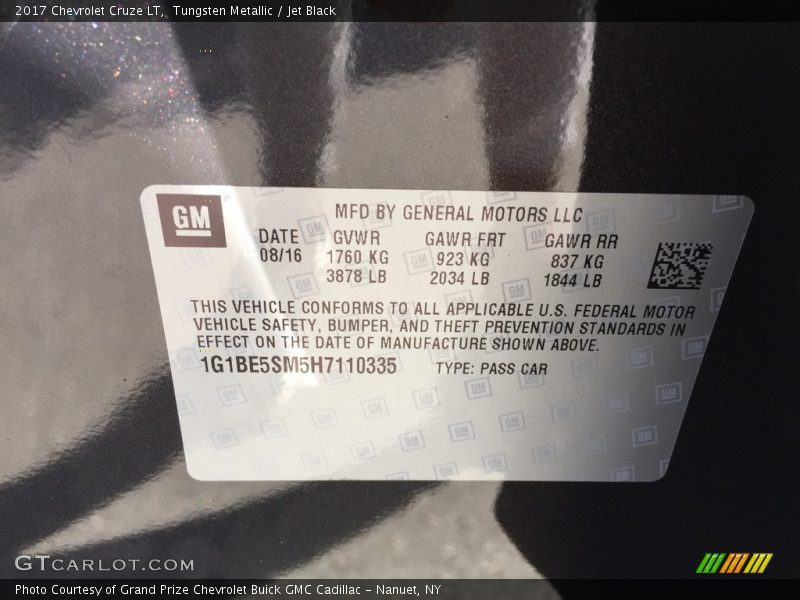 2017 Chevrolet Cruze LT, Tungsten Metallic / Jet Black
GM
MFD BY GENERAL MOTORS LLC
DATE GVWR GAWR FRT GAWR RR
08/16 1760 KG 923 KG 837 KG
3878 LB 2034 LB 1844 LB
THIS VEHICLE CONFORMS TO ALL APPLICABLE U.S. FEDERAL MOTOR
VEHICLE SAFETY, BUMPER, AND THEFT PREVENTION STANDARDS IN
EFFECT ON THE DATE OF MANUFACTURE SHOWN ABOVE.
1G1BE5SM5H7110335 TYPE: PASS CAR
GTCARLOT.COM
Photo Courtesy of Grand Prize Chevrolet Buick GMC Cadillac - Nanuet, NY